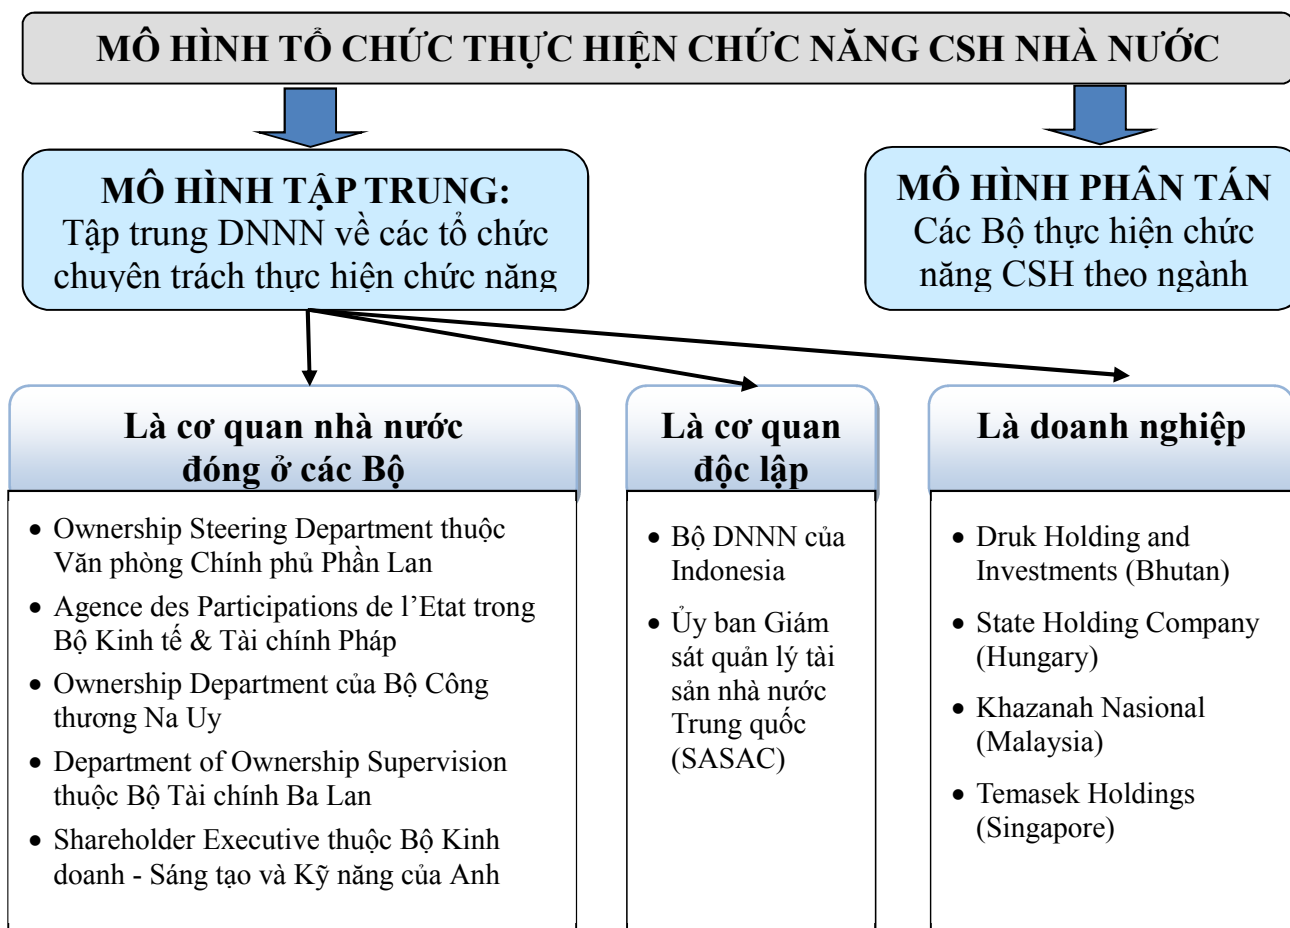 MÔ HÌNH TỔ CHỨC THỰC HIỆN CHỨC NĂNG CSH NHÀ NƯỚC
MÔ HÌNH TẬP TRUNG:
Tập trung DNNN về các tổ chức
chuyên trách thực hiện chức năng
MÔ HÌNH PHÂN TÁN
Các Bộ thực hiện chức
năng CSH theo ngành
Là cơ quan nhà nước
đóng ở các Bộ
• Ownership Steering Department thuộc
Văn phòng Chính phủ Phần Lan
• Agence des Participations de l’Etat trong
Bộ Kinh tế & Tài chính Pháp
• Ownership Department của Bộ Công
thương Na Uy
• Department of Ownership Supervision
thuộc Bộ Tài chính Ba Lan
• Shareholder Executive thuộc Bộ Kinh
doanh - Sáng tạo và Kỹ năng của Anh
Là cơ quan
độc lập
• Bộ DNNN của
Indonesia
• Ủy ban Giám
sát quản lý tài
sản nhà nước
Trung quốc
(SASAC)
Là doanh nghiệp
• Druk Holding and
Investments (Bhutan)
• State Holding Company
(Hungary)
• Khazanah Nasional
(Malaysia)
• Temasek Holdings
(Singapore)